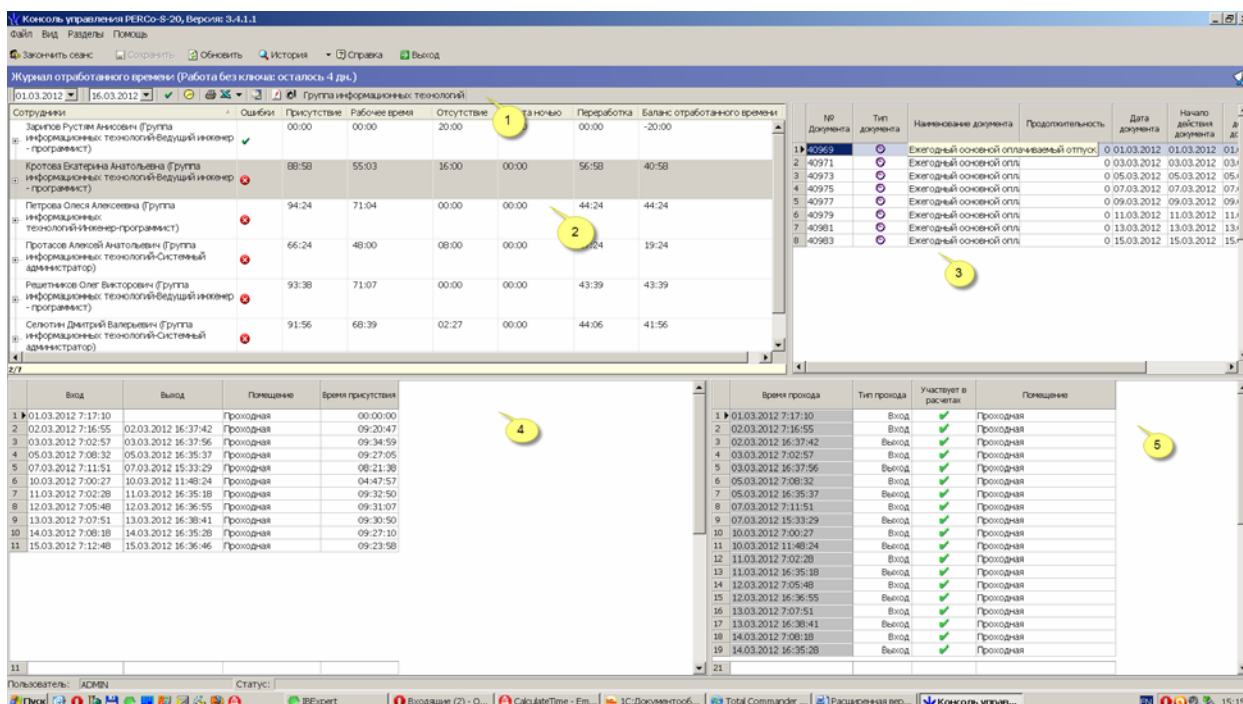 Консоль управления PERCo-S-20, Версия: 3.4.1.1
Файл Вид Разделы Помощь
Закончить сеанс Сохранить Обновить История Справка Выход
Журнал отработанного времени (Работа без ключа: осталось 4 дн.)
01.03.2012 16.03.2012 Группа информационных технологий
1
Сотрудники Ошибки Присутствие Рабочее время Отсутствие ночью Переработка Баланс отработанного времени
Зарипов Рустям Анисович (Группа информационных технологий-Ведущий инженер - программист) 00:00 00:00 20:00 00:00 -20:00
Кротова Екатерина Анатольевна (Группа информационных технологий-Ведущий инженер - программист) 88:58 55:03 16:00 00:00 56:58 40:58
Петрова Олеся Алексеевна (Группа информационных технологий-Инженер-программист) 94:24 71:04 00:00 00:00 44:24 44:24
2
Протасов Алексей Анатольевич (Группа информационных технологий-Системный администратор) 66:24 48:00 08:00 00:00 19:24
Решетников Олег Викторович (Группа информационных технологий-Ведущий инженер - программист) 93:38 71:07 00:00 00:00 43:39 43:39
Селютин Дмитрий Валерьевич (Группа информационных технологий-Системный администратор) 91:56 68:39 02:27 00:00 44:06 41:56
2/7
№ Документа Тип документа Наименование документа Продолжительность Дата документа Начало действия документа
1 40969 Ежегодный основной оплачиваемый отпуск 0 01.03.2012 01.03.2012 01.
2 40971 Ежегодный основной опл 0 03.03.2012 03.03.2012 03.
3 40973 Ежегодный основной опл 0 05.03.2012 05.03.2012 05.
4 40975 Ежегодный основной опл 0 07.03.2012 07.03.2012 07.
5 40977 Ежегодный основной опл 0 09.03.2012 09.03.2012 09.
6 40979 Ежегодный основной опл 0 11.03.2012 11.03.2012 11.
7 40981 Ежегодный основной опл 0 13.03.2012 13.03.2012 13.
8 40983 Ежегодный основной опл 0 15.03.2012 15.03.2012 15.
3
Вход Выход Помещение Время присутствия
1 01.03.2012 7:17:10 Проходная 00:00:00
2 02.03.2012 7:16:55 02.03.2012 16:37:42 Проходная 09:20:47
3 03.03.2012 7:02:57 03.03.2012 16:37:56 Проходная 09:34:59
4 05.03.2012 7:08:32 05.03.2012 16:35:37 Проходная 09:27:05
5 07.03.2012 7:11:51 07.03.2012 15:33:29 Проходная 08:21:38
6 10.03.2012 7:00:27 10.03.2012 11:48:24 Проходная 04:47:57
7 11.03.2012 7:02:28 11.03.2012 16:35:18 Проходная 09:32:50
8 12.03.2012 7:05:48 12.03.2012 16:36:55 Проходная 09:31:07
9 13.03.2012 7:07:51 13.03.2012 16:38:41 Проходная 09:30:50
10 14.03.2012 7:08:18 14.03.2012 16:35:28 Проходная 09:27:10
11 15.03.2012 7:12:48 15.03.2012 16:36:46 Проходная 09:23:58
11
4
Время прохода Тип прохода Участвует в расчетах Помещение
1 01.03.2012 7:17:10 Вход Проходная
2 02.03.2012 7:16:55 Вход Проходная
3 02.03.2012 16:37:42 Выход Проходная
4 03.03.2012 7:02:57 Вход Проходная
5 03.03.2012 16:37:56 Выход Проходная
6 05.03.2012 7:08:32 Вход Проходная
7 05.03.2012 16:35:37 Выход Проходная
8 07.03.2012 7:11:51 Вход Проходная
9 07.03.2012 15:33:29 Выход Проходная
10 10.03.2012 7:00:27 Вход Проходная
11 10.03.2012 11:48:24 Выход Проходная
12 11.03.2012 7:02:28 Вход Проходная
13 11.03.2012 16:35:18 Выход Проходная
14 12.03.2012 7:05:48 Вход Проходная
15 12.03.2012 16:36:55 Выход Проходная
16 13.03.2012 7:07:51 Вход Проходная
17 13.03.2012 16:38:41 Выход Проходная
18 14.03.2012 7:08:18 Вход Проходная
19 14.03.2012 16:35:28 Выход Проходная
21
5
Пользователь: ADMIN Статус:
Пуск IBExpert Входящие (2) - O... CalculateTime - Em... 1С:Документооб... Total Commander ... Расширенная вер... Консоль управ... 15:15